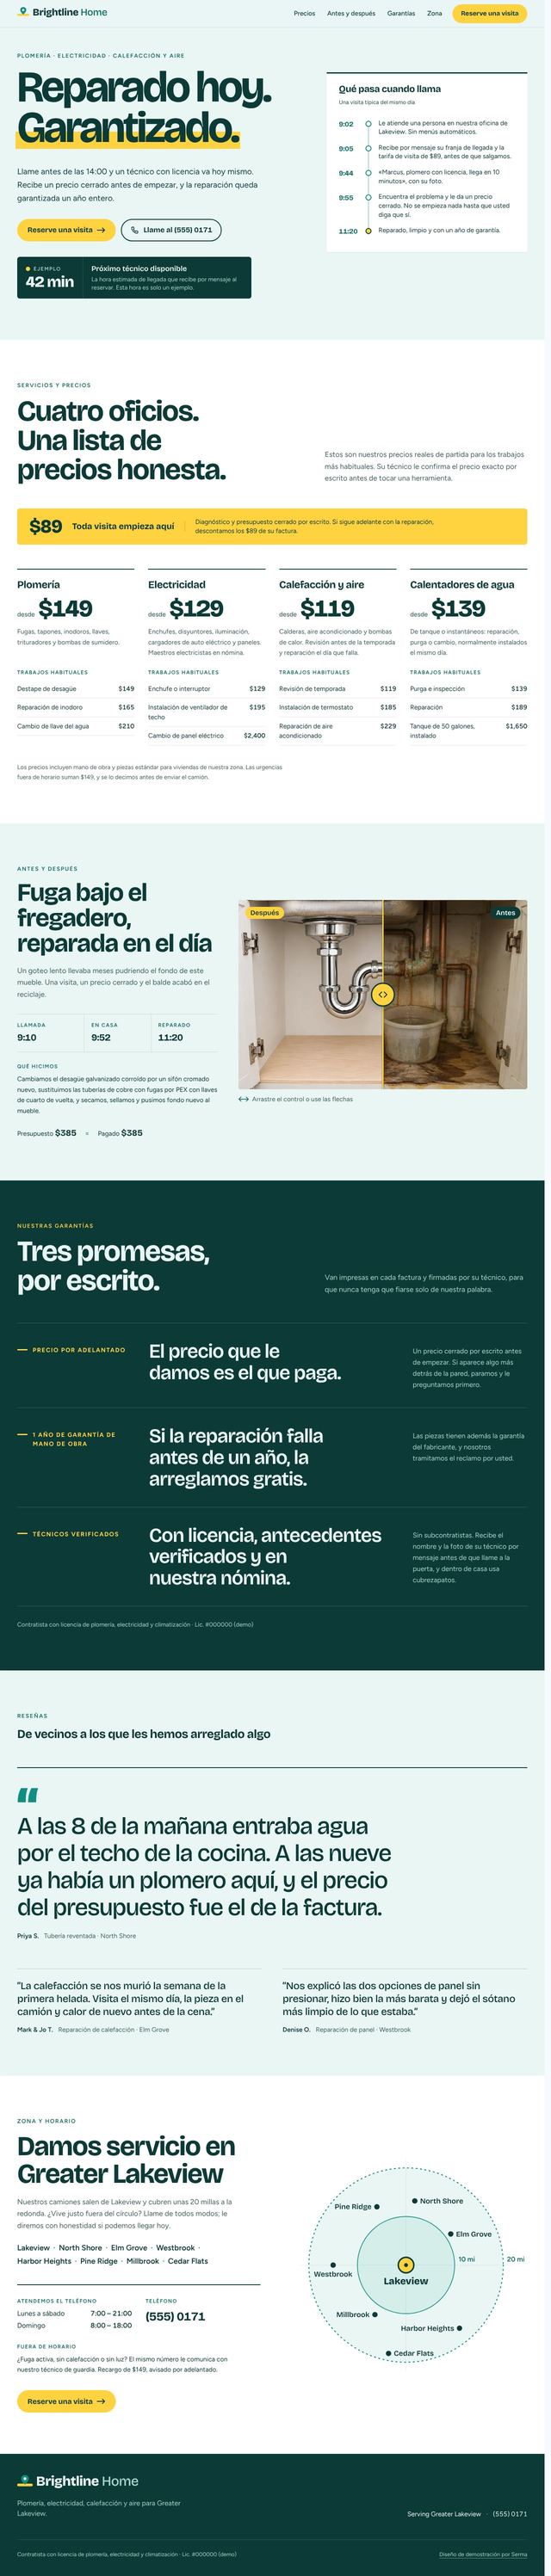 Brightline Home
Precios
Antes y después
Garantías
Zona
Reserve una visita
PLOMERÍA · ELECTRICIDAD · CALEFACCIÓN Y AIRE
Reparado hoy.
Garantizado.
Llame antes de las 14:00 y un técnico con licencia va hoy mismo.
Recibe un precio cerrado antes de empezar, y la reparación queda
garantizada un año entero.
Reserve una visita →
Llame al (555) 0171
EJEMPLO
42 min
Próximo técnico disponible
La hora estimada de llegada que recibe por mensaje al
reservar. Esta hora es solo un ejemplo.
Qué pasa cuando llama
Una visita típica del mismo día
9:02
Le atiende una persona en nuestra oficina de
Lakeview. Sin menús automáticos.
9:05
Recibe por mensaje su franja de llegada y la
tarifa de visita de $89, antes de que salgamos.
9:44
«Marcus, plomero con licencia, llega en 10
minutos», con su foto.
9:55
Encuentra el problema y le da un precio
cerrado. No se empieza nada hasta que usted
diga que sí.
11:20
Reparado, limpio y con un año de garantía.
SERVICIOS Y PRECIOS
Cuatro oficios.
Una lista de
precios honesta.
Estos son nuestros precios reales de partida para los trabajos
más habituales. Su técnico le confirma el precio exacto por
escrito antes de tocar una herramienta.
$89
Toda visita empieza aquí
Diagnóstico y presupuesto cerrado por escrito. Si sigue adelante con la reparación,
descontamos los $89 de su factura.
Plomería
desde $149
Fugas, tapones, inodoros, llaves,
trituradores y bombas de sumidero.
TRABAJOS HABITUALES
Destape de desagüe $149
Reparación de inodoro $165
Cambio de llave del agua $210
Electricidad
desde $129
Enchufes, disyuntores, iluminación,
cargadores de auto eléctrico y paneles.
Maestros electricistas en nómina.
TRABAJOS HABITUALES
Enchufe o interruptor $129
Instalación de ventilador de $195
techo
Cambio de panel eléctrico $2,400
Calefacción y aire
desde $119
Calderas, aire acondicionado y bombas
de calor. Revisión antes de la temporada
y reparación el día que falla.
TRABAJOS HABITUALES
Revisión de temporada $119
Instalación de termostato $185
Reparación de aire $229
acondicionado
Calentadores de agua
desde $139
De tanque o instantáneos: reparación,
purga o cambio, normalmente instalados
el mismo día.
TRABAJOS HABITUALES
Purga e inspección $139
Reparación $189
Tanque de 50 galones, $1,650
instalado
Los precios incluyen mano de obra y piezas estándar para viviendas de nuestra zona. Las urgencias
fuera de horario suman $149, y se lo decimos antes de enviar el camión.
ANTES Y DESPUÉS
Fuga bajo el
fregadero,
reparada en el día
Un goteo lento llevaba meses pudriendo el fondo de este
mueble. Una visita, un precio cerrado y el balde acabó en el
reciclaje.
LLAMADA
9:10
EN CASA
9:52
REPARADO
11:20
QUÉ HICIMOS
Cambiamos el desagüe galvanizado corroído por un sifón cromado
nuevo, sustituimos las tuberías de cobre con fugas por PEX con llaves
de cuarto de vuelta, y secamos, sellamos y pusimos fondo nuevo al
mueble.
Presupuesto $385 = Pagado $385
Después
Antes
Arrastre el control o use las flechas
NUESTRAS GARANTÍAS
Tres promesas,
por escrito.
Van impresas en cada factura y firmadas por su técnico, para
que nunca tenga que fiarse solo de nuestra palabra.
PRECIO POR ADELANTADO
El precio que le
damos es el que paga.
Un precio cerrado por escrito antes
de empezar. Si aparece algo más
detrás de la pared, paramos y le
preguntamos primero.
1 AÑO DE GARANTÍA DE
MANO DE OBRA
Si la reparación falla
antes de un año, la
arreglamos gratis.
Las piezas tienen además la garantía
del fabricante, y nosotros
tramitamos el reclamo por usted.
TÉCNICOS VERIFICADOS
Con licencia, antecedentes
verificados y en
nuestra nómina.
Sin subcontratistas. Recibe el
nombre y la foto de su técnico por
mensaje antes de que llame a la
puerta, y dentro de casa usa
cubrezapatos.
Contratista con licencia de plomería, electricidad y climatización · Lic. #000000 (demo)
RESEÑAS
De vecinos a los que les hemos arreglado algo
“
A las 8 de la mañana entraba agua
por el techo de la cocina. A las nueve
ya había un plomero aquí, y el precio
del presupuesto fue el de la factura.
Priya S. Tubería reventada · North Shore
“La calefacción se nos murió la semana de la
primera helada. Visita el mismo día, la pieza en el
camión y calor de nuevo antes de la cena.”
Mark & Jo T. Reparación de calefacción · Elm Grove
“Nos explicó las dos opciones de panel sin
presionar, hizo bien la más barata y dejó el sótano
más limpio de lo que estaba.”
Denise O. Reparación de panel · Westbrook
ZONA Y HORARIO
Damos servicio en
Greater Lakeview
Nuestros camiones salen de Lakeview y cubren unas 20 millas a la
redonda. ¿Vive justo fuera del círculo? Llame de todos modos; le
diremos con honestidad si podemos llegar hoy.
Lakeview · North Shore · Elm Grove · Westbrook ·
Harbor Heights · Pine Ridge · Millbrook · Cedar Flats
ATENDEMOS EL TELÉFONO
Lunes a sábado 7:00 – 21:00
Domingo 8:00 – 18:00
TELÉFONO
(555) 0171
FUERA DE HORARIO
¿Fuga activa, sin calefacción o sin luz? El mismo número le comunica con
nuestro técnico de guardia. Recargo de $149, avisado por adelantado.
Reserve una visita →
North Shore
Pine Ridge
Elm Grove
10 mi
20 mi
Westbrook
Lakeview
Millbrook
Harbor Heights
Cedar Flats
Brightline Home
Plomería, electricidad, calefacción y aire para Greater
Lakeview.
Serving Greater Lakeview · (555) 0171
Contratista con licencia de plomería, electricidad y climatización · Lic. #000000 (demo)
Diseño de demostración por Serma